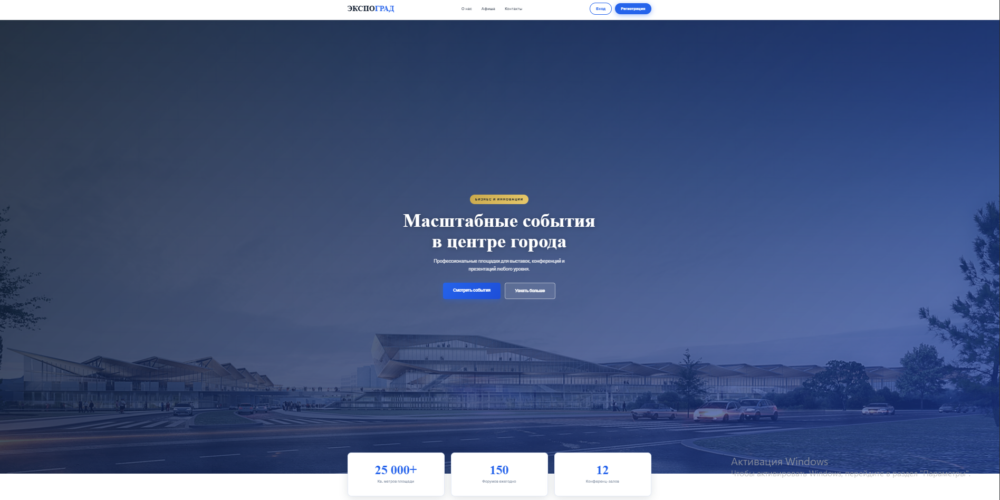 ЭКСПОГРАД
О нас Афиша Контакты
Вход Регистрация
БИЗНЕС И ИННОВАЦИИ
Масштабные события
в центре города
Профессиональные площадки для выставок, конференций и
презентаций любого уровня.
Смотреть события Узнать больше
25 000+ 150 12
Кв. метров площади Форумов ежегодно Конференц-залов
Активация Windows
Чтобы активировать Windows, перейдите в раздел "Параметры".